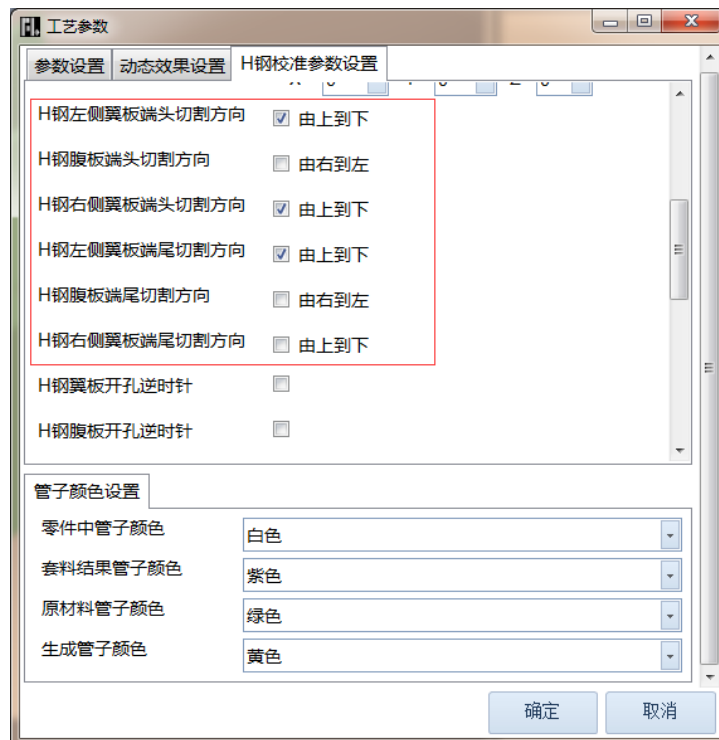 工艺参数
参数设置 动态效果设置 H钢校准参数设置
H钢左侧翼板端头切割方向 由上到下
H钢腹板端头切割方向 由右到左
H钢右侧翼板端头切割方向 由上到下
H钢左侧翼板端尾切割方向 由上到下
H钢腹板端尾切割方向 由右到左
H钢右侧翼板端尾切割方向 由上到下
H钢翼板开孔逆时针
H钢腹板开孔逆时针
管子颜色设置
零件中管子颜色 白色
套料结果管子颜色 紫色
原材料管子颜色 绿色
生成管子颜色 黄色
确定 取消